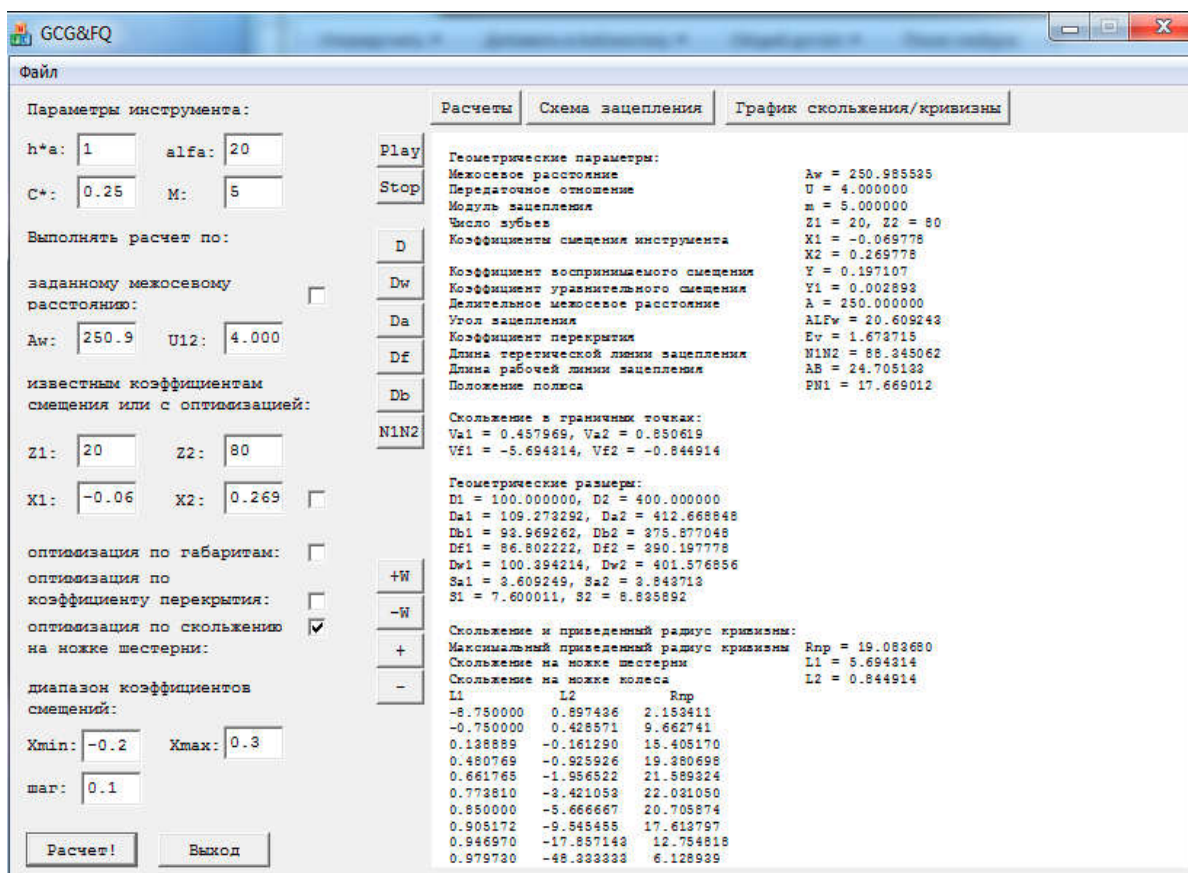 GCG&FQ
Файл
Параметры инструмента:
h*a: 1 alfa: 20
C*: 0.25 M: 5
Выполнять расчет по:
заданному межосевому
расстоянию:
Aw: 250.9 U12: 4.000
известным коэффициентам
смещения или с оптимизацией:
Z1: 20 Z2: 80
X1: -0.06 X2: 0.269
оптимизация по габаритам:
оптимизация по
коэффициенту перекрытия:
оптимизация по скольжению
на ножке шестерни:
диапазон коэффициентов
смещений:
Xmin: -0.2 Xmax: 0.3
шаг: 0.1
Расчет! Выход
Play
Stop
D
Dw
Da
Df
Db
N1N2
+W
-W
+
-
Расчеты Схема зацепления График скольжения/кривизны
Геометрические параметры:
Межосевое расстояние Aw = 250.985535
Передаточное отношение U = 4.000000
Модуль зацепления m = 5.000000
Число зубьев Z1 = 20, Z2 = 80
Коэффициенты смещения инструмента X1 = -0.069778
X2 = 0.269778
Коэффициент воспринимаемого смещения Y = 0.197107
Коэффициент уравнительного смещения Y1 = 0.002893
Делительное межосевое расстояние A = 250.000000
Угол зацепления ALFw = 20.609243
Коэффициент перекрытия Ev = 1.673715
Длина теретической линии зацепления N1N2 = 88.345062
Длина рабочей линии зацепления AB = 24.705133
Положение полюса PN1 = 17.669012
Скольжение в граничных точках:
Va1 = 0.457969, Va2 = 0.850619
Vf1 = -5.694314, Vf2 = -0.844914
Геометрические размеры:
D1 = 100.000000, D2 = 400.000000
Da1 = 109.273292, Da2 = 412.668848
Db1 = 93.969262, Db2 = 375.877048
Df1 = 86.802222, Df2 = 390.197778
Dw1 = 100.394214, Dw2 = 401.576856
Sa1 = 3.609249, Sa2 = 3.843713
S1 = 7.600011, S2 = 8.835892
Скольжение и приведенный радиус кривизны:
Максимальный приведенный радиус кривизны Rпр = 19.083680
Скольжение на ножке шестерни L1 = 5.694314
Скольжение на ножке колеса L2 = 0.844914
L1 L2 Rпр
-8.750000 0.897436 2.153411
-0.750000 0.428571 9.662741
0.138889 -0.161290 15.405170
0.480769 -0.925926 19.380698
0.661765 -1.956522 21.589324
0.773810 -3.421053 22.031050
0.850000 -5.666667 20.705874
0.905172 -9.545455 17.613797
0.946970 -17.857143 12.754818
0.979730 -48.333333 6.128939